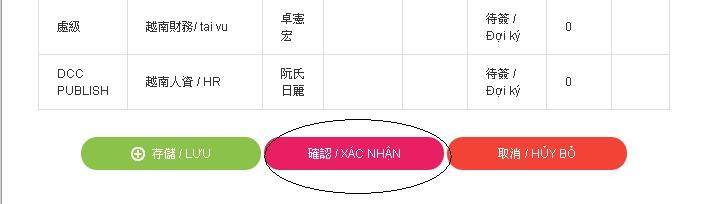 處級 越南財務/ tai vu 卓憲宏 待簽 / Đợi ký 0
DCC PUBLISH 越南人資 / HR 阮氏日麗 待簽 / Đợi ký 0
存儲 / LƯU 確認 / XÁC NHẬN 取消 / HỦY BỎ